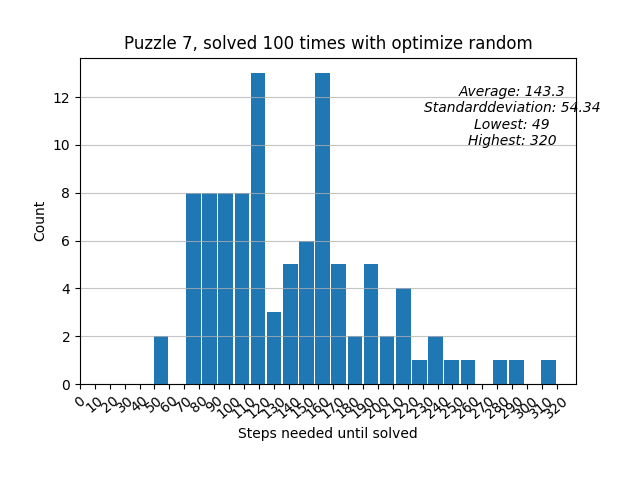 Puzzle 7, solved 100 times with optimize random
Average: 143.3
Standarddeviation: 54.34
Lowest: 49
Highest: 320
12
10
8
6
4
2
0
Count
0 10 20 30 40 50 60 70 80 90 100 110 120 130 140 150 160 170 180 190 200 210 220 230 240 250 260 270 280 290 300 310 320
Steps needed until solved